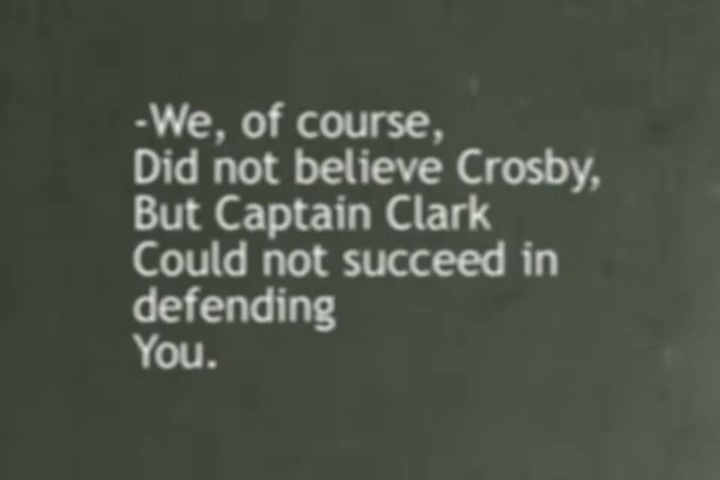 -We, of course,
Did not believe Crosby,
But Captain Clark
Could not succeed in
defending
You.